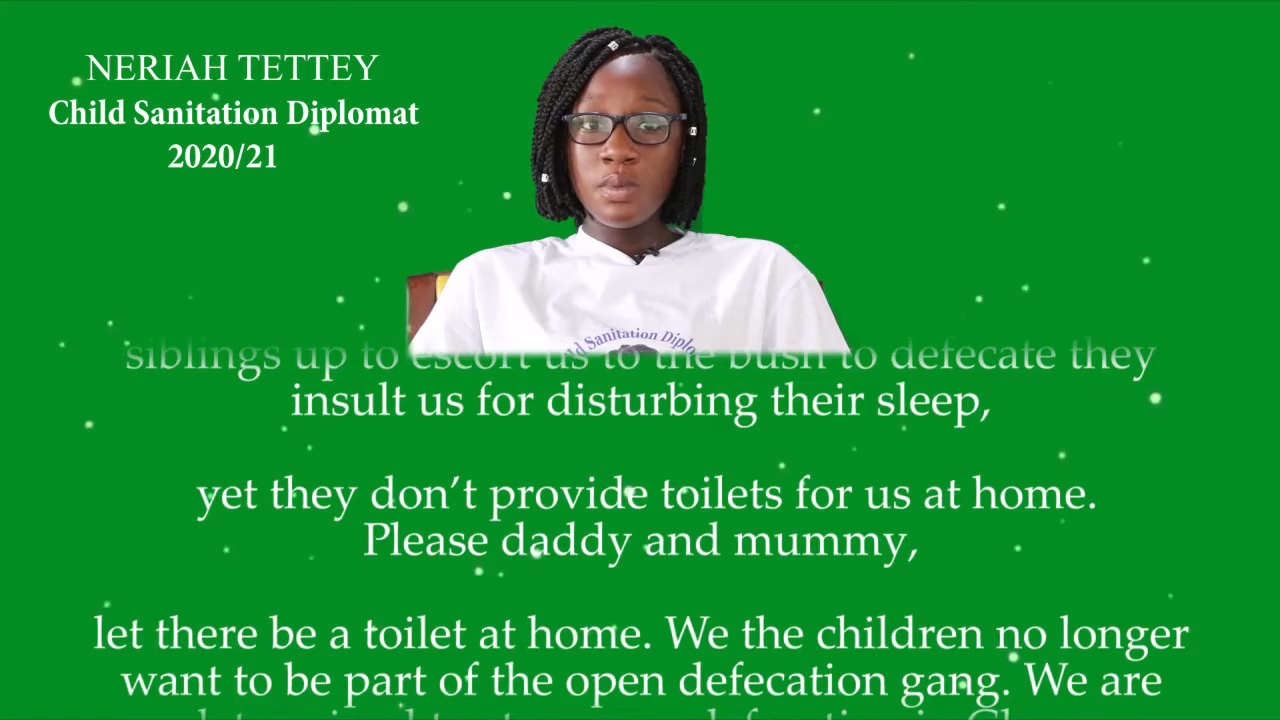 NERIAH TETTEY
Child Sanitation Diplomat
2020/21
Sanitation Diplo
siblings up to escort us to the bush to defecate they
insult us for disturbing their sleep,
yet they don't provide toilets for us at home.
Please daddy and mummy,
let there be a toilet at home. We the children no longer
want to be part of the open defecation gang. We are